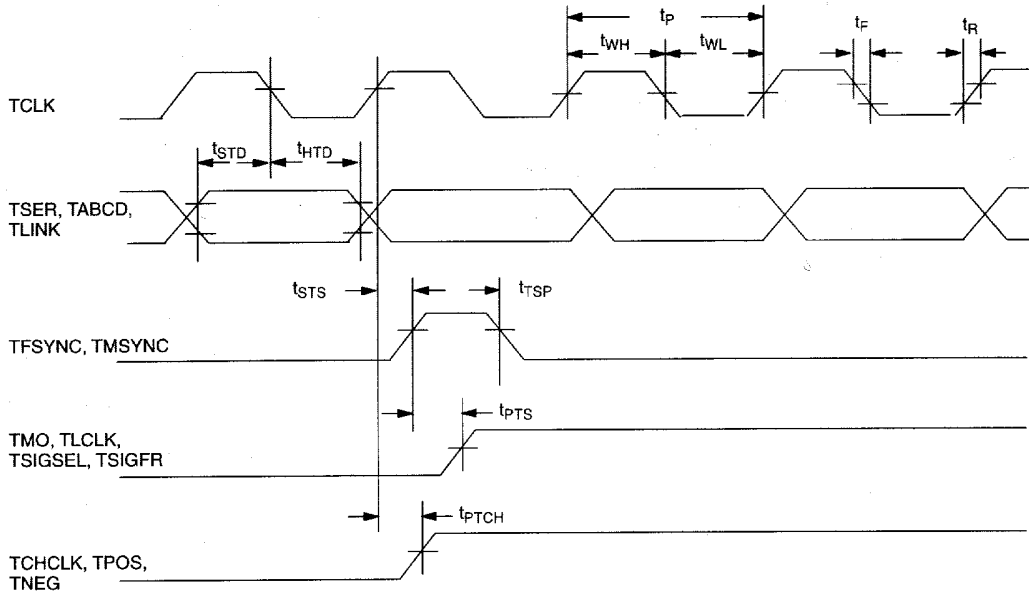 tP
tF
tR
tWH
tWL
TCLK
tSTD
tHTD
TSER, TABCD,
TLINK
tSTS
tTSP
TFSYNC, TMSYNC
tPTS
TMO, TLCLK,
TSIGSEL, TSIGFR
tPTCH
TCHCLK, TPOS,
TNEG